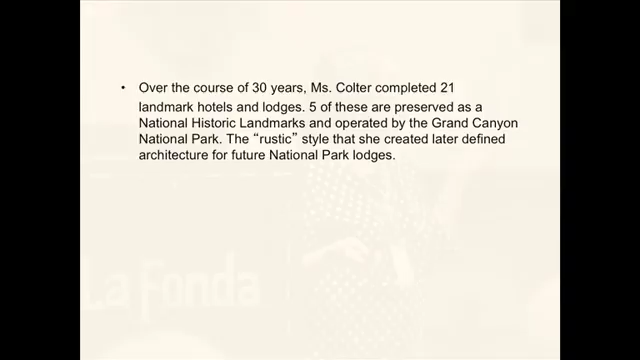 • Over the course of 30 years, Ms. Colter completed 21
landmark hotels and lodges. 5 of these are preserved as a
National Historic Landmarks and operated by the Grand Canyon
National Park. The “rustic” style that she created later defined
architecture for future National Park lodges.
La Fonda